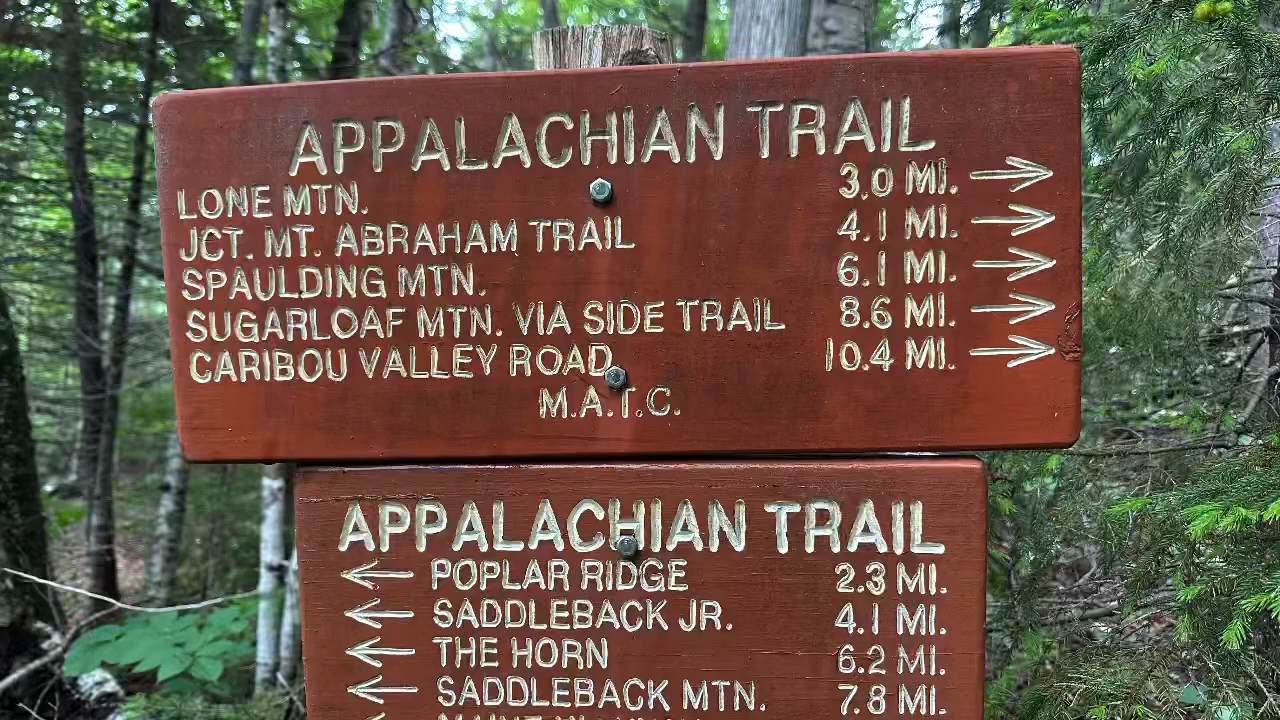 APPALACHIAN TRAIL
LONE MTN. 3.0 MI. →
JCT. MT. ABRAHAM TRAIL 4.1 MI. →
SPAULDING MTN. 6.1 MI. →
SUGARLOAF MTN. VIA SIDE TRAIL 8.6 MI. →
CARIBOU VALLEY ROAD 10.4 MI. →
M.A.T.C.
APPALACHIAN TRAIL
← POPLAR RIDGE 2.3 MI.
← SADDLEBACK JR. 4.1 MI.
← THE HORN 6.2 MI.
← SADDLEBACK MTN. 7.8 MI.